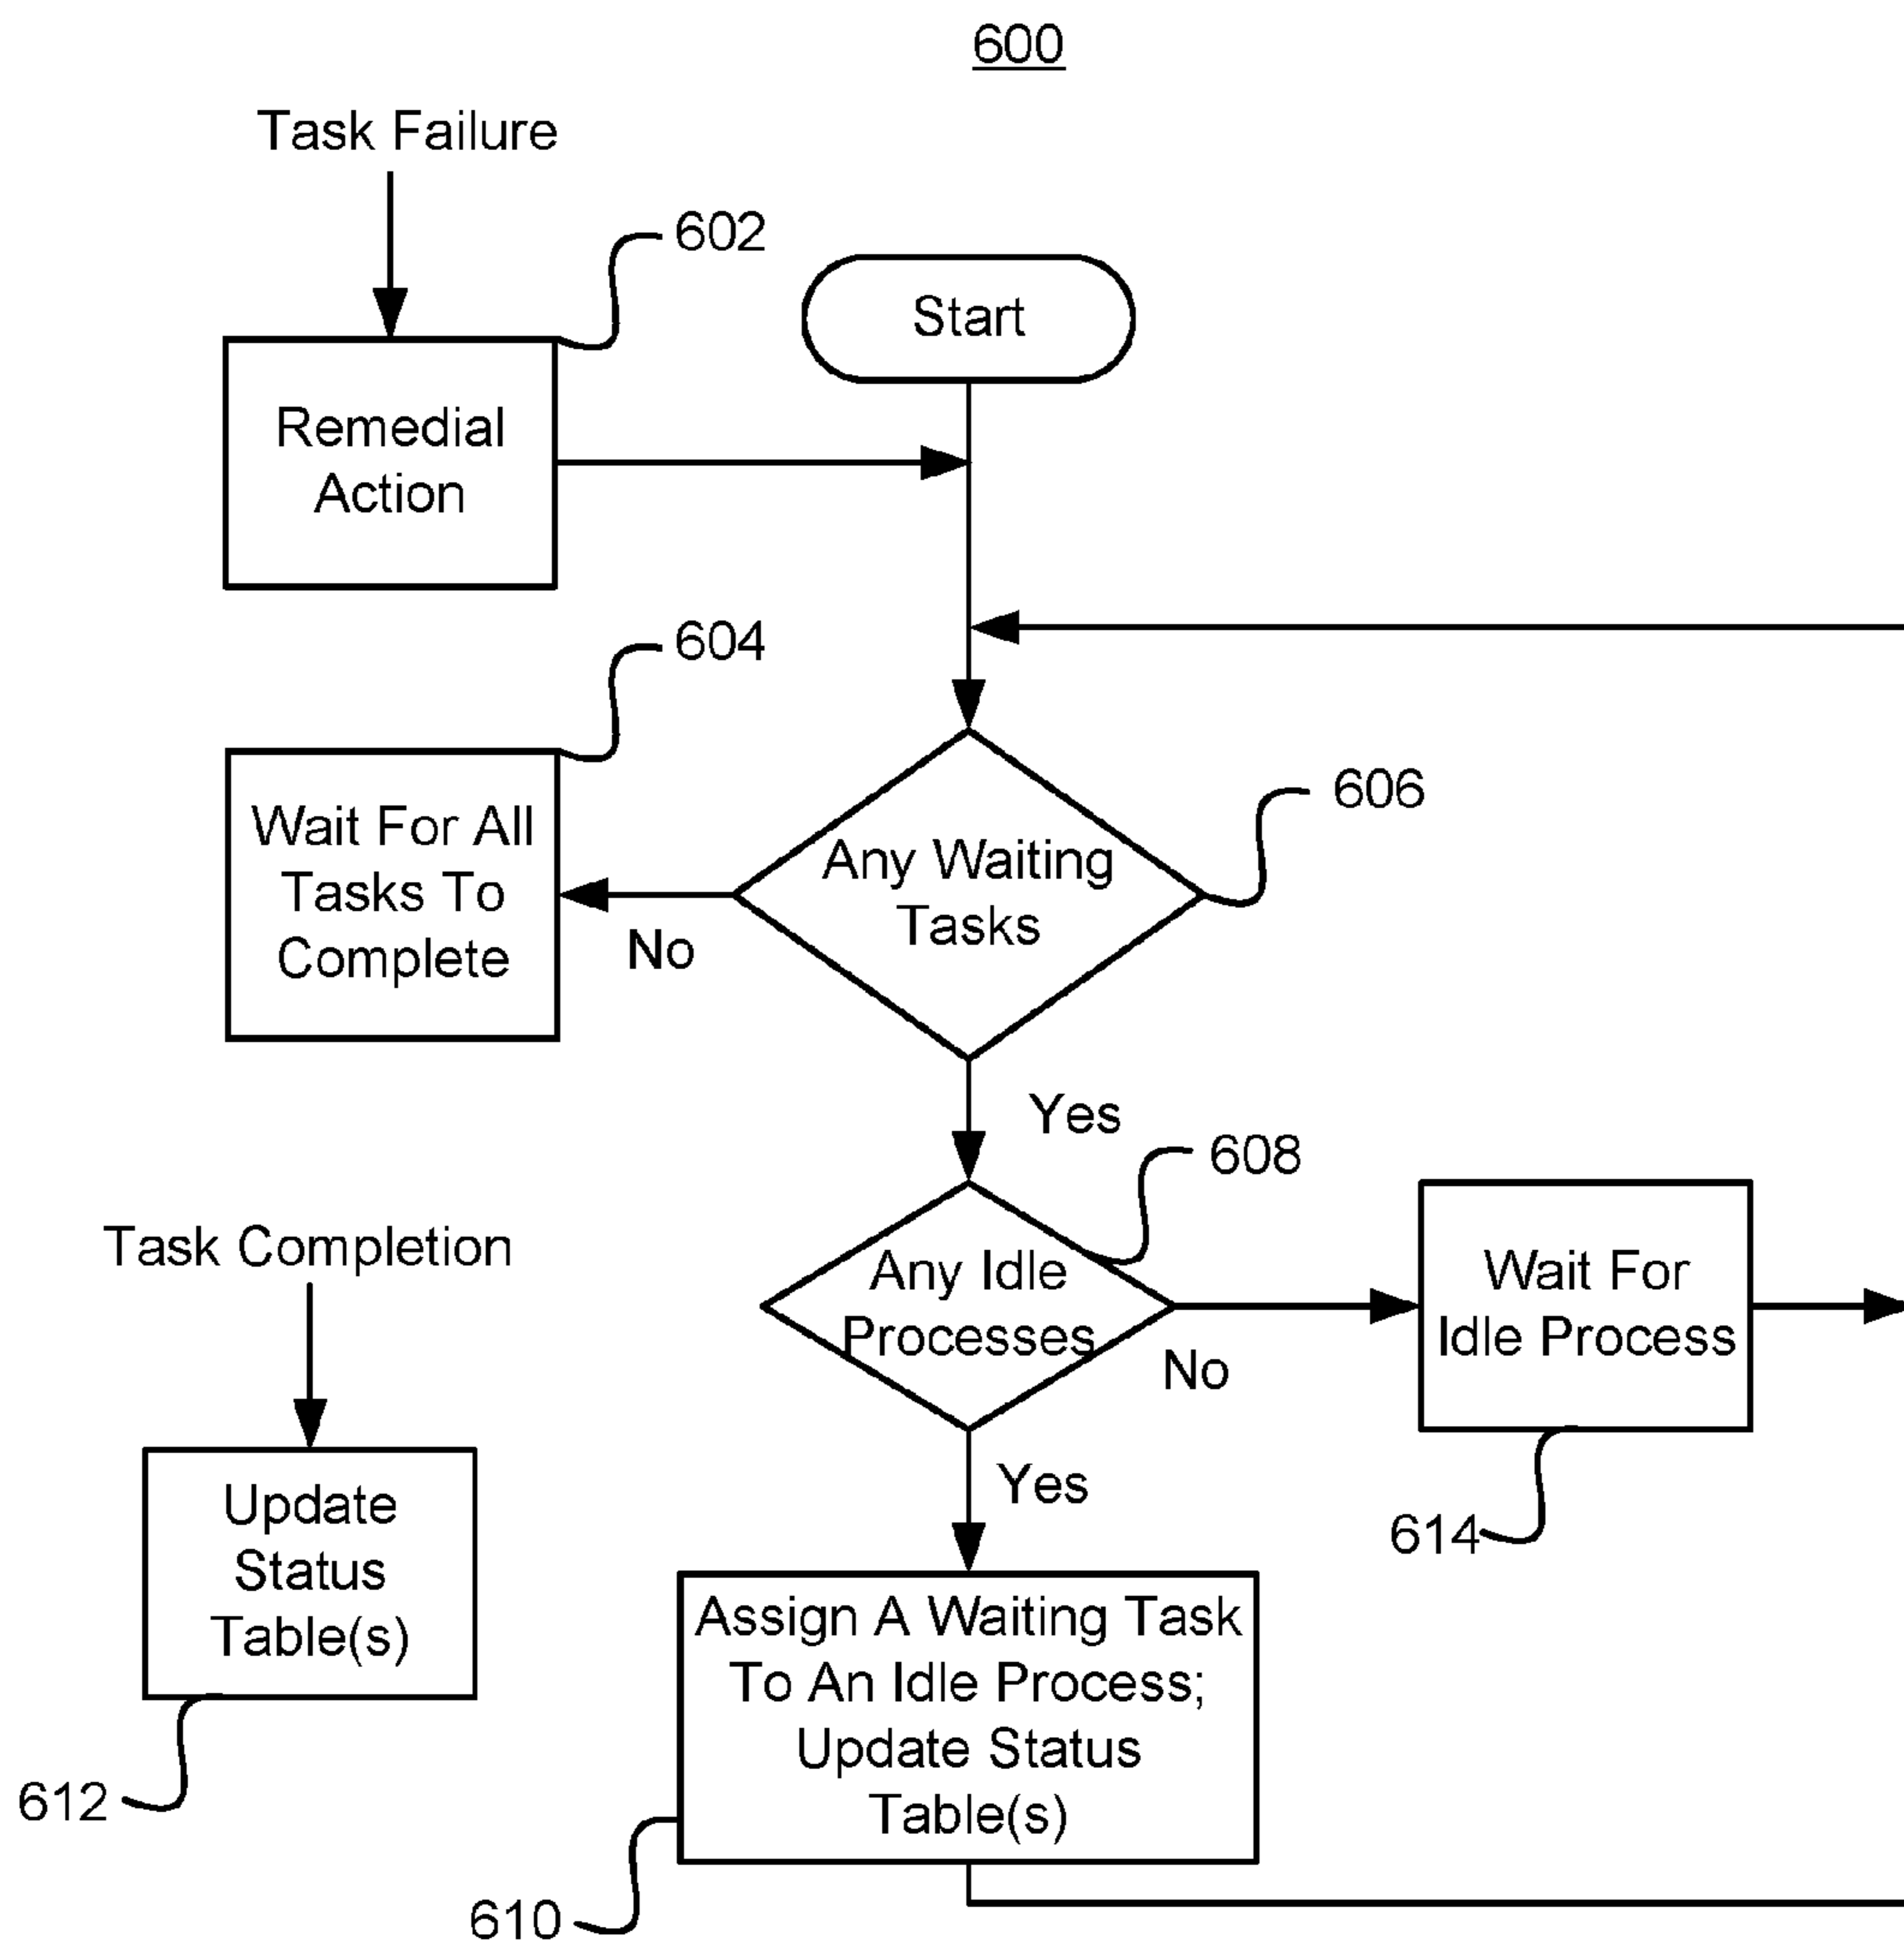 600
Task Failure
602
Start
Remedial
Action
604
606
Wait For All
Tasks To
Complete
Any Waiting
Tasks
No
Yes
608
Task Completion
Any Idle
Processes
No
Wait For
Idle Process
Yes
614
Update
Status
Table(s)
Assign A Waiting Task
To An Idle Process;
Update Status
Table(s)
612
610